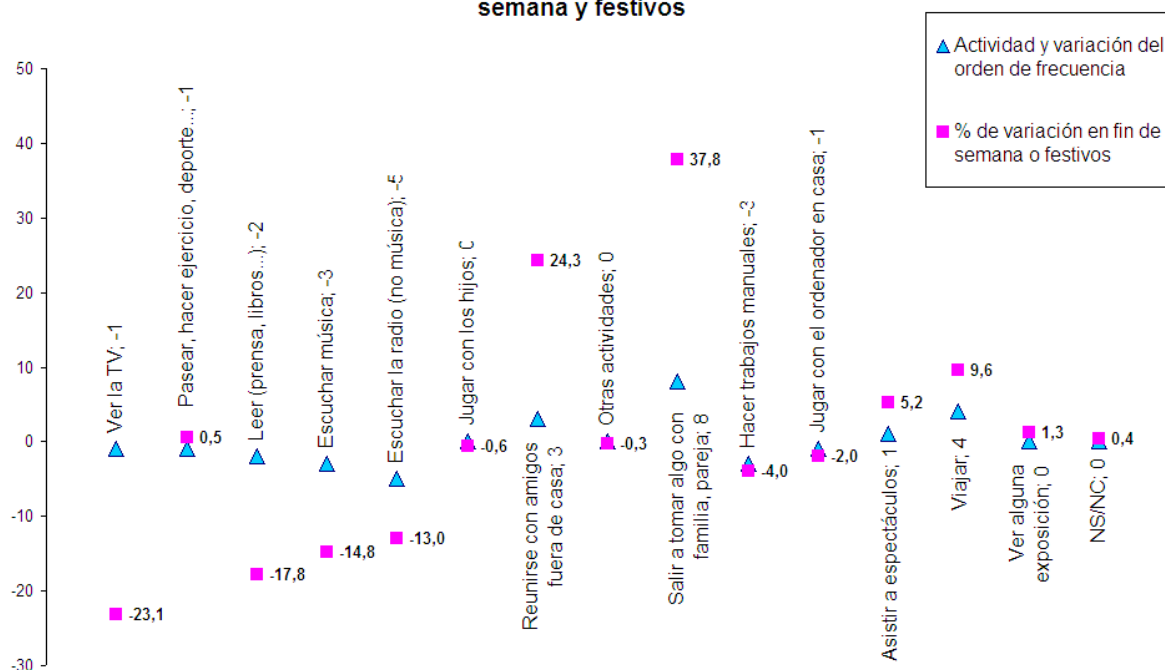 semana y festivos
Actividad y variación del
orden de frecuencia
% de variación en fin de
semana o festivos
50
40
30
20
10
0
-10
-20
-30
Ver la TV; -1
-23,1
Pasear, hacer ejercicio, deporte...; -1
0,5
Leer (prensa, libros...); -2
-17,8
Escuchar música; -3
-14,8
Escuchar la radio (no música); -5
-13,0
Jugar con los hijos; 0
-0,6
24,3
Reunirse con amigos
fuera de casa; 3
Otras actividades; 0
-0,3
37,8
Salir a tomar algo con
familia, pareja; 8
Hacer trabajos manuales; -3
-4,0
Jugar con el ordenador en casa; -1
-2,0
5,2
Asistir a espectáculos; 1
9,6
Viajar; 4
1,3
Ver alguna
exposición; 0
0,4
NS/NC; 0